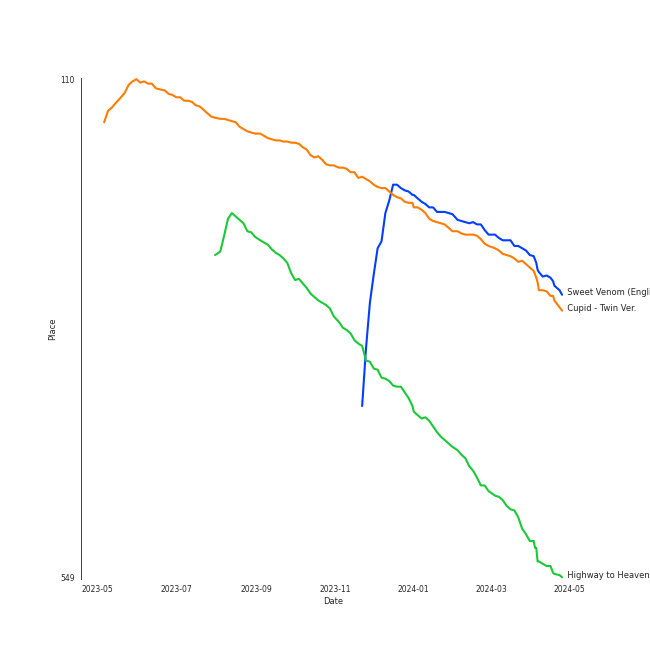 110
Place
Sweet Venom (Engli
Cupid - Twin Ver.
Highway to Heaven
549
2023-05 2023-07 2023-09 2023-11 2024-01 2024-03 2024-05
Date